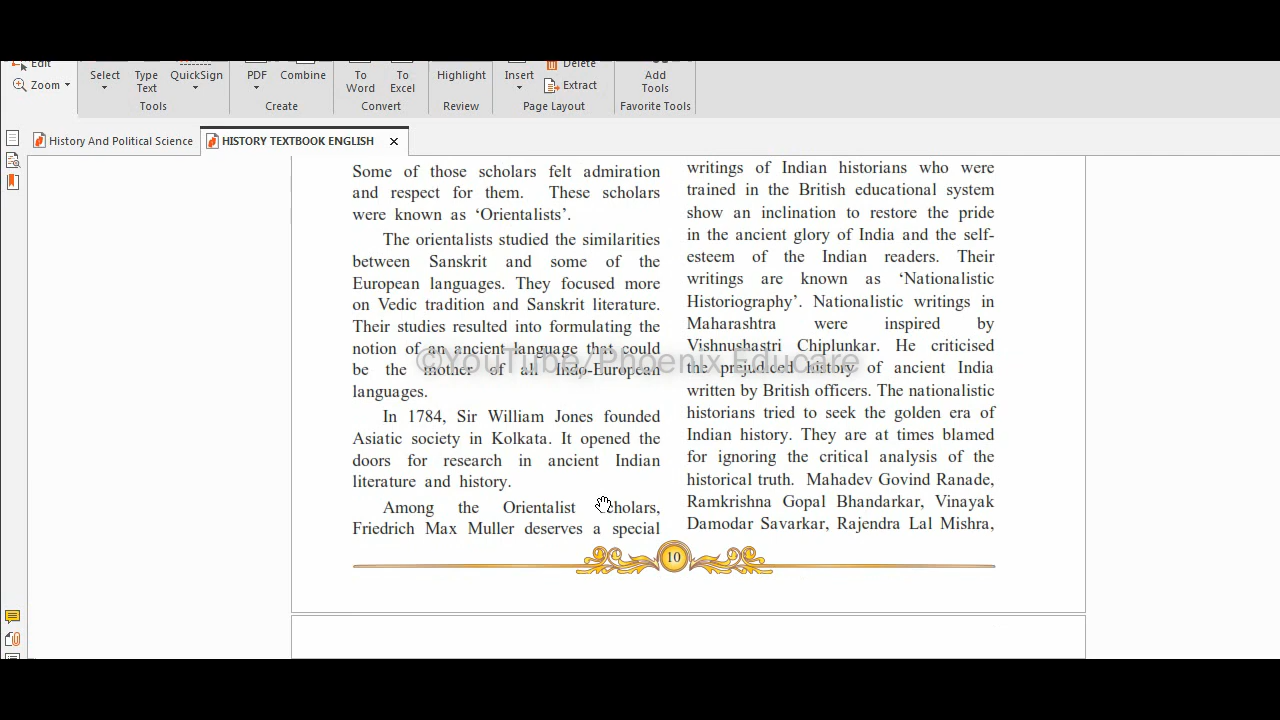 Edit
Zoom
Select
Type
Text
QuickSign
Tools
PDF
Combine
Create
To
Word
To
Excel
Convert
Highlight
Review
Insert
Delete
Extract
Page Layout
Add
Tools
Favorite Tools
History And Political Science
HISTORY TEXTBOOK ENGLISH
Some of those scholars felt admiration
and respect for them. These scholars
were known as ‘Orientalists’.
The orientalists studied the similarities
between Sanskrit and some of the
European languages. They focused more
on Vedic tradition and Sanskrit literature.
Their studies resulted into formulating the
notion of an ancient language that could
be the mother of all Indo-European
languages.
In 1784, Sir William Jones founded
Asiatic society in Kolkata. It opened the
doors for research in ancient Indian
literature and history.
Among the Orientalist scholars,
Friedrich Max Muller deserves a special
writings of Indian historians who were
trained in the British educational system
show an inclination to restore the pride
in the ancient glory of India and the self-
esteem of the Indian readers. Their
writings are known as ‘Nationalistic
Historiography’. Nationalistic writings in
Maharashtra were inspired by
Vishnushastri Chiplunkar. He criticised
the prejudiced history of ancient India
written by British officers. The nationalistic
historians tried to seek the golden era of
Indian history. They are at times blamed
for ignoring the critical analysis of the
historical truth. Mahadev Govind Ranade,
Ramkrishna Gopal Bhandarkar, Vinayak
Damodar Savarkar, Rajendra Lal Mishra,
10
©YouTube/Phoenix Educare